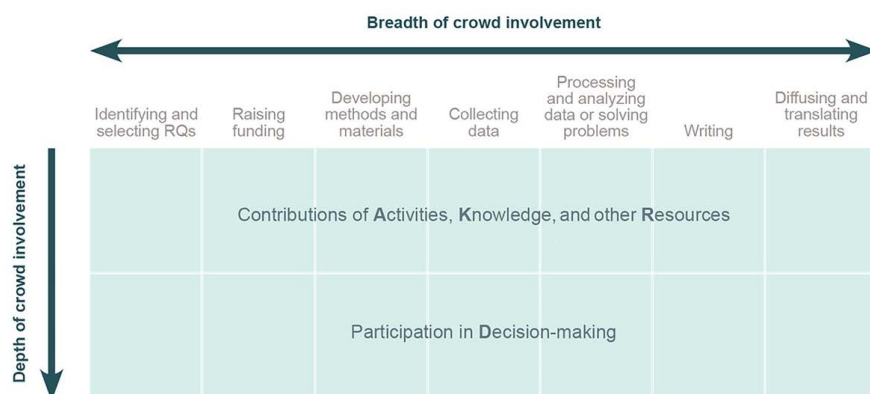 Breadth of crowd involvement
Identifying and
selecting RQs
Raising
funding
Developing
methods and
materials
Collecting
data
Processing
and analyzing
data or solving
problems
Writing
Diffusing and
translating
results
Depth of crowd involvement
Contributions of Activities, Knowledge, and other Resources
Participation in Decision-making